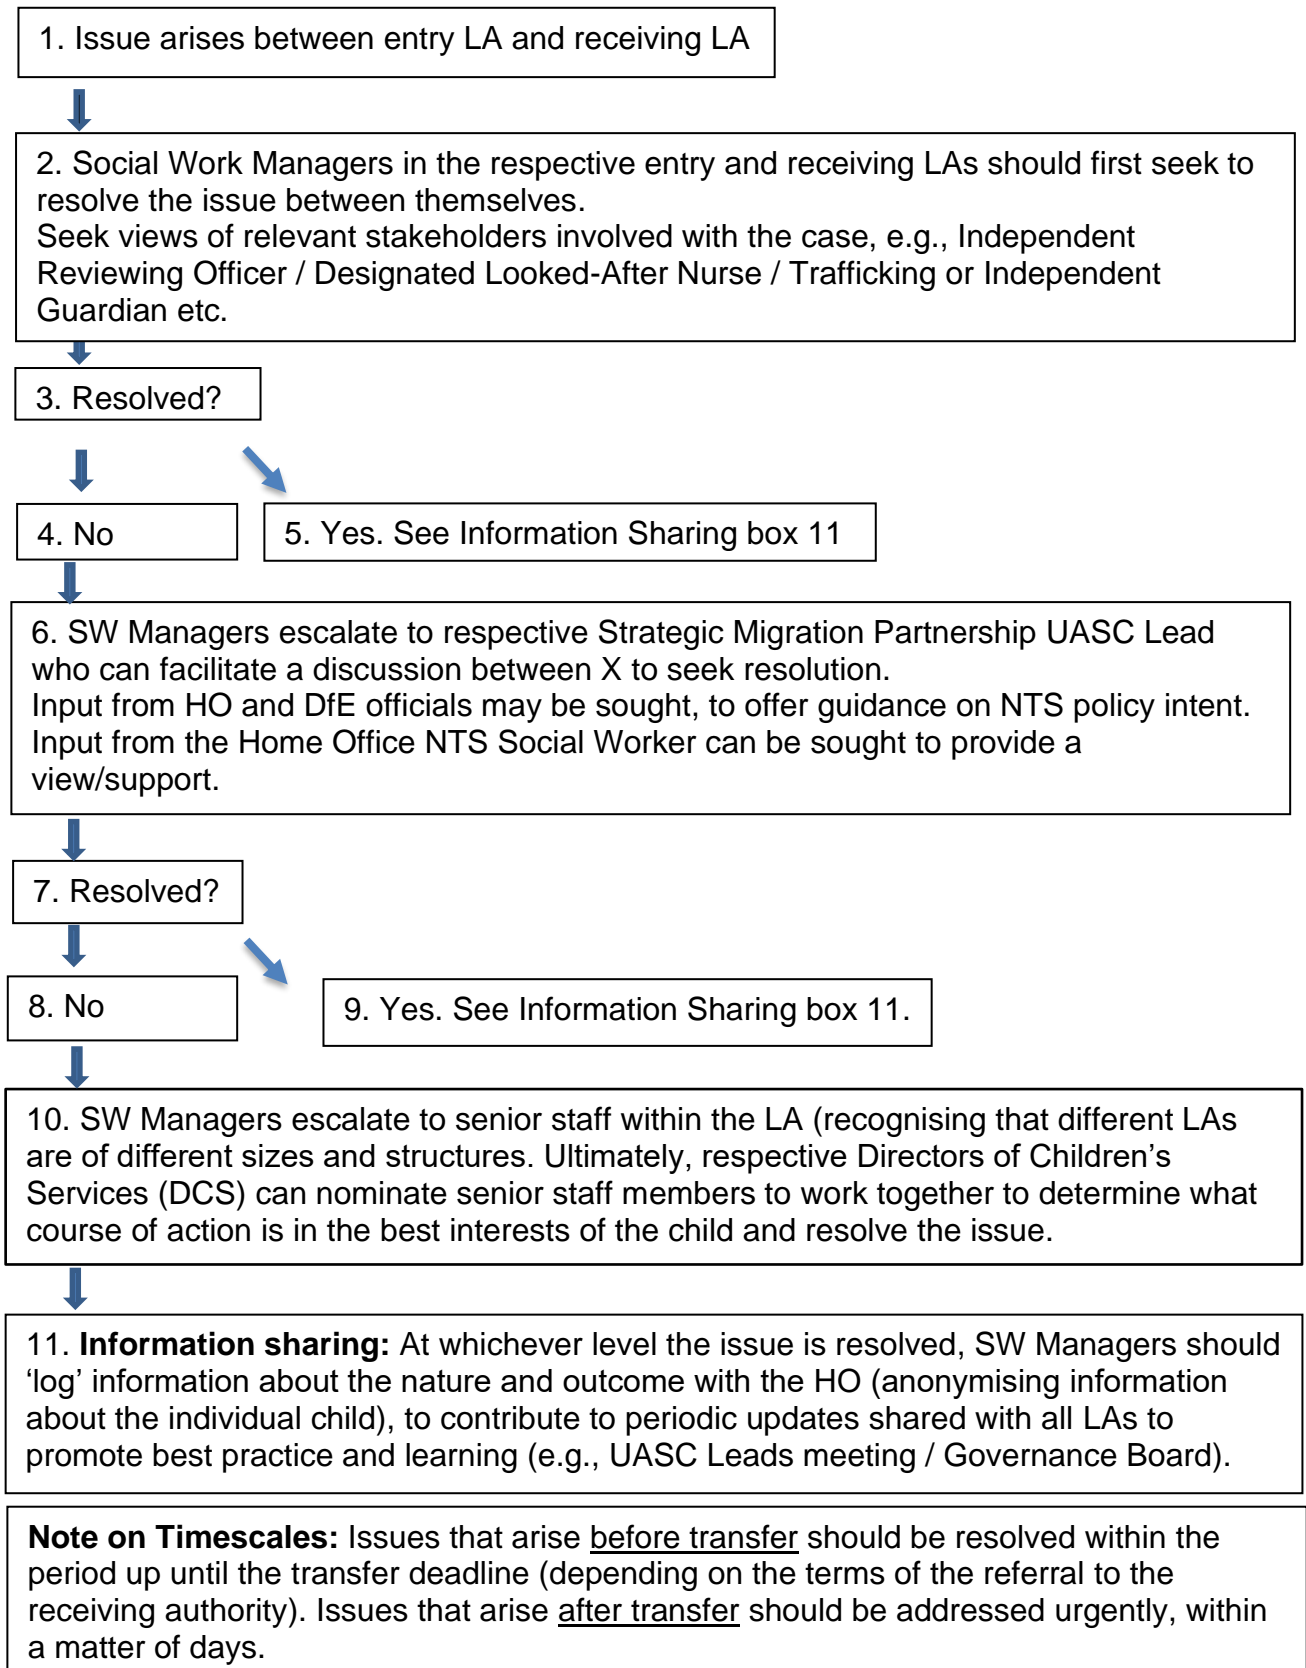 1. Issue arises between entry LA and receiving LA
2. Social Work Managers in the respective entry and receiving LAs should first seek to
resolve the issue between themselves.
Seek views of relevant stakeholders involved with the case, e.g., Independent
Reviewing Officer / Designated Looked-After Nurse / Trafficking or Independent
Guardian etc.
3. Resolved?
4. No
5. Yes. See Information Sharing box 11
6. SW Managers escalate to respective Strategic Migration Partnership UASC Lead
who can facilitate a discussion between X to seek resolution.
Input from HO and DfE officials may be sought, to offer guidance on NTS policy intent.
Input from the Home Office NTS Social Worker can be sought to provide a
view/support.
7. Resolved?
8. No
9. Yes. See Information Sharing box 11.
10. SW Managers escalate to senior staff within the LA (recognising that different LAs
are of different sizes and structures. Ultimately, respective Directors of Children’s
Services (DCS) can nominate senior staff members to work together to determine what
course of action is in the best interests of the child and resolve the issue.
11. Information sharing: At whichever level the issue is resolved, SW Managers should
‘log’ information about the nature and outcome with the HO (anonymising information
about the individual child), to contribute to periodic updates shared with all LAs to
promote best practice and learning (e.g., UASC Leads meeting / Governance Board).
Note on Timescales: Issues that arise before transfer should be resolved within the
period up until the transfer deadline (depending on the terms of the referral to the
receiving authority). Issues that arise after transfer should be addressed urgently, within
a matter of days.